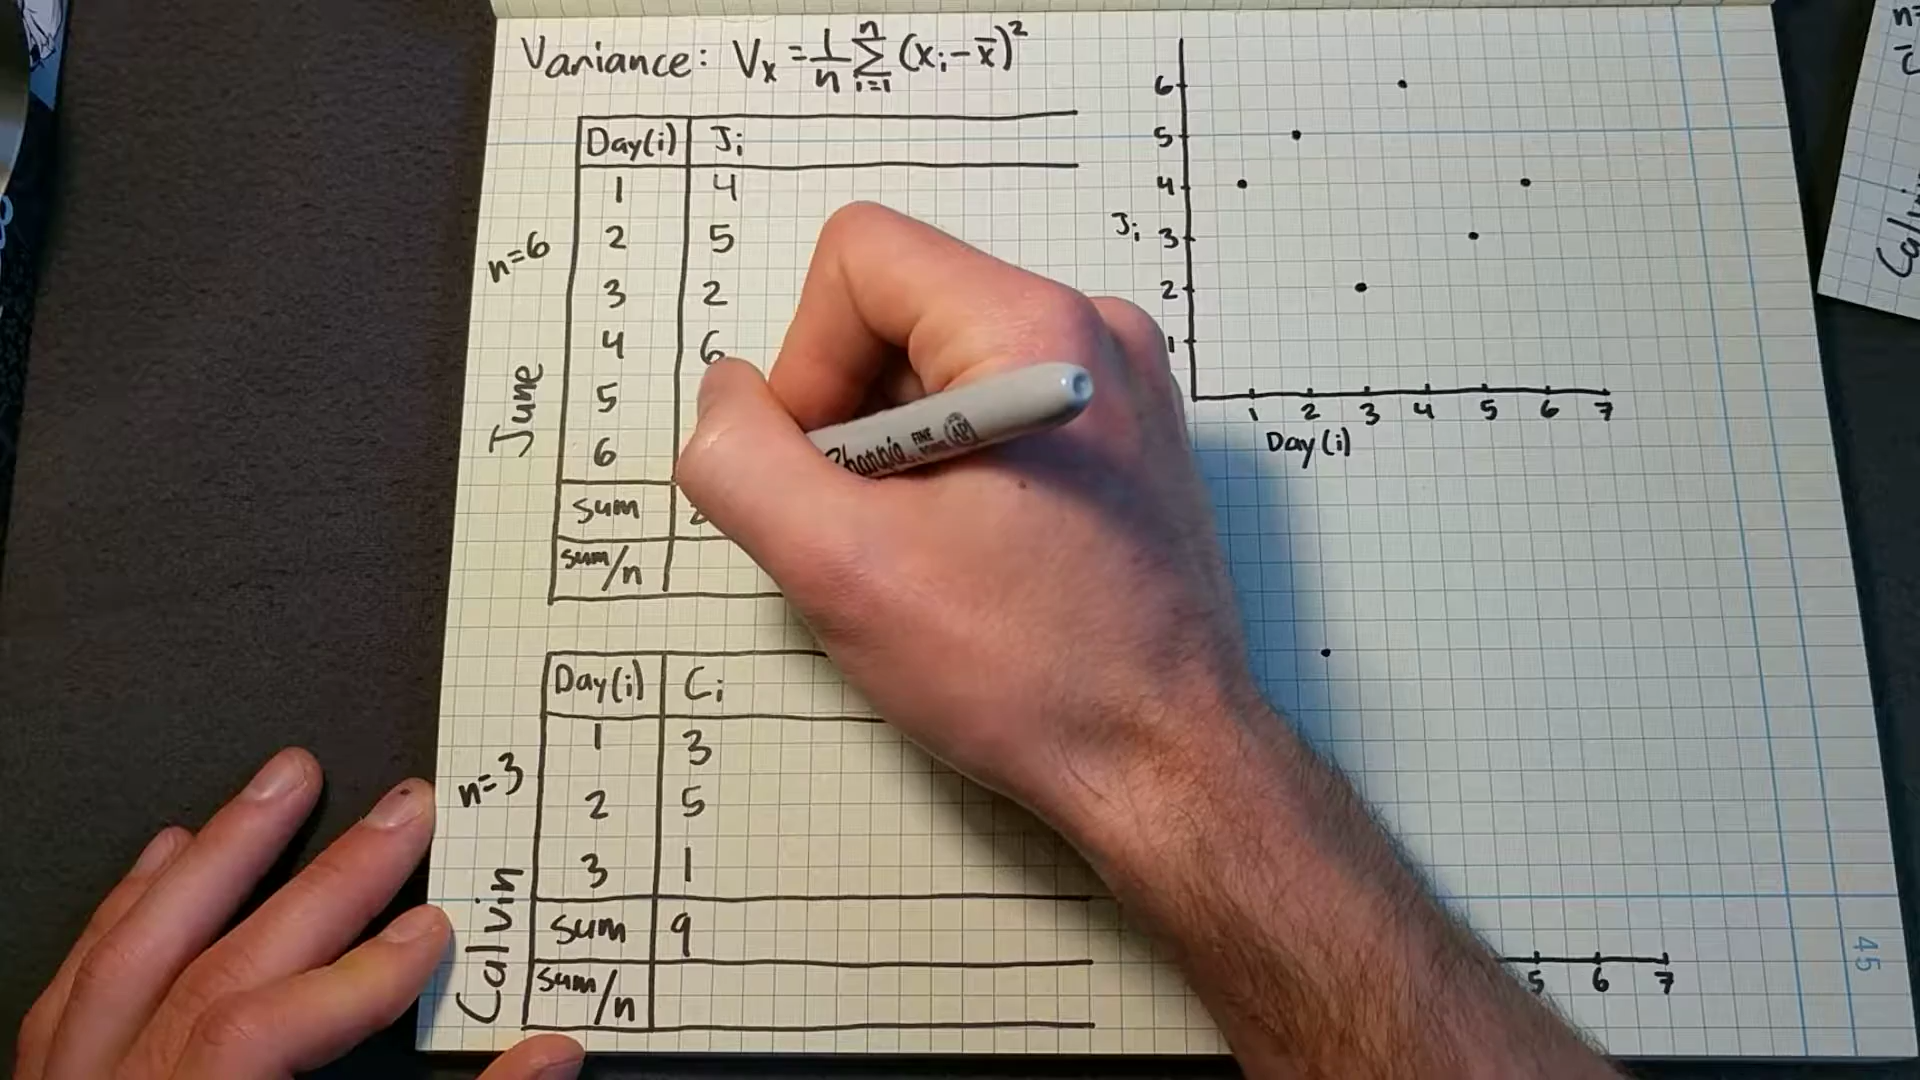 Variance: Vx = 1/n n∑i=1 (xi - x̄)²
Day(i) Ji
1 4
2 5
3 2
4 6
5
6
sum 2
sum/n
n=6
June
Day(i) Ci
1 3
2 5
3 1
sum 9
sum/n
n=3
Calvin
6
5
4
Ji 3
2
1
1 2 3 4 5 6 7
Day(i)
5 6 7
Sharpie
FINE
AP
45
n=